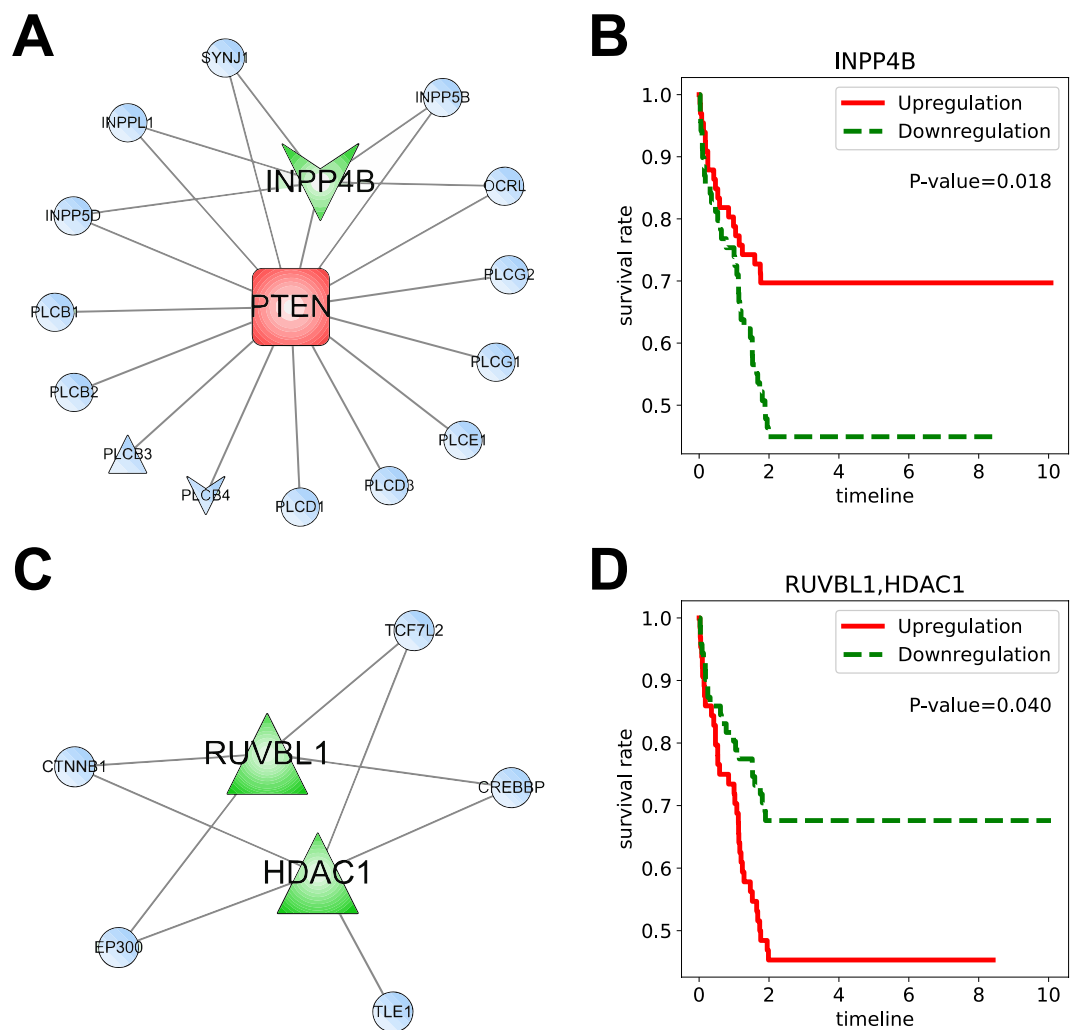 A
SYNJ1
INPP5B
INPPL1
INPP4B
OCRL
INPP5D
PLCG2
PTEN
PLCB1
PLCG1
PLCB2
PLCE1
PLCB3
PLCD3
PLCB4
PLCD1
B
INPP4B
1.0
0.9
0.8
0.7
0.6
0.5
survival rate
Upregulation
Downregulation
P-value=0.018
0 2 4 6 8 10
timeline
C
TCF7L2
RUVBL1
CTNNB1
CREBBP
HDAC1
EP300
TLE1
D
RUVBL1,HDAC1
1.0
0.9
0.8
0.7
0.6
0.5
survival rate
Upregulation
Downregulation
P-value=0.040
0 2 4 6 8 10
timeline